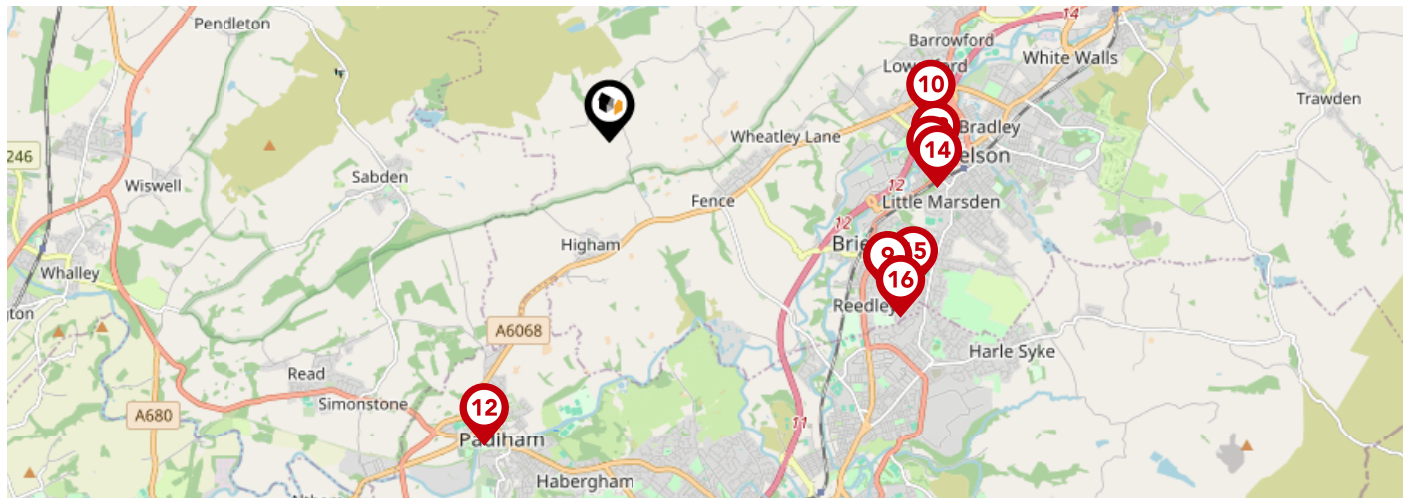 14
Pendleton
Barrowford
White Walls
10
Trawden
Wheatley Lane
Bradley
246
14
Wiswell
Sabden
12
Fence
Little Marsden
12
Higham
9
Whalley
16
Reedley
A6068
Harle Syke
Read
Simonstone
12
A680
11
Padiham
Habergham